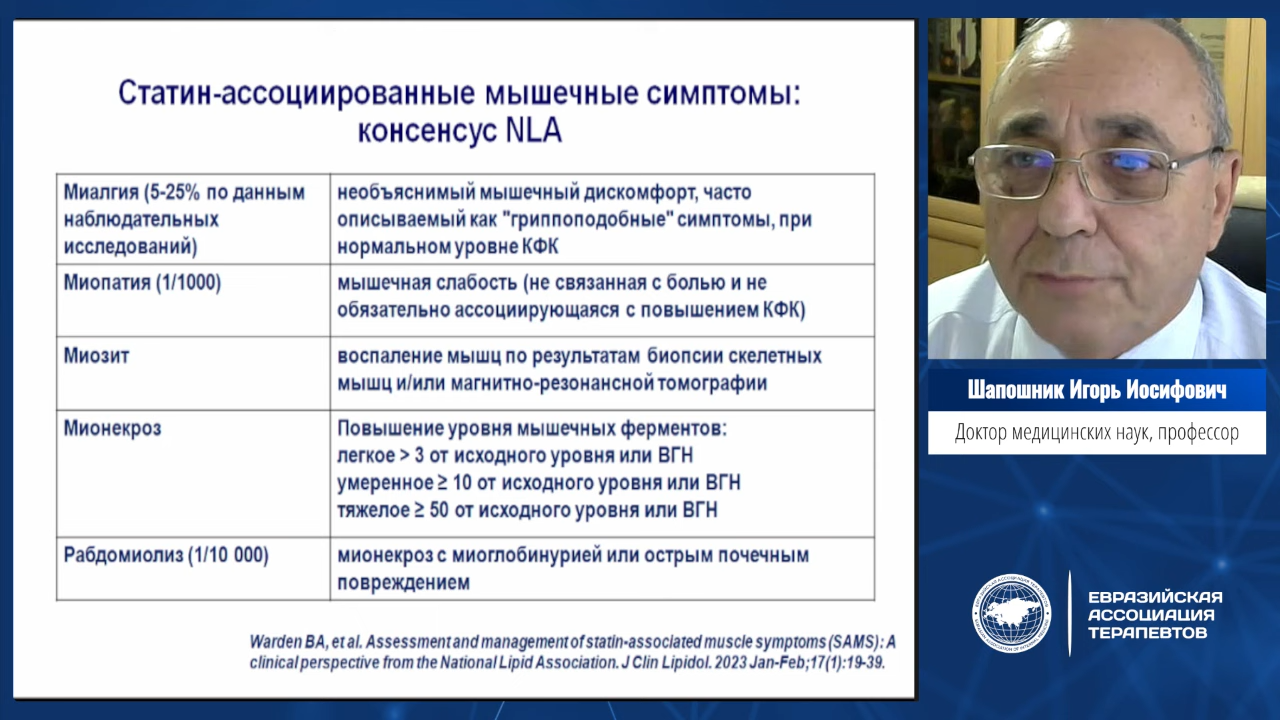 Статин-ассоциированные мышечные симптомы:
консенсус NLA
Миалгия (5-25% по данным
наблюдательных
исследований)
необъяснимый мышечный дискомфорт, часто
описываемый как "гриппоподобные" симптомы, при
нормальном уровне КФК
Миопатия (1/1000)
мышечная слабость (не связанная с болью и не
обязательно ассоциирующаяся с повышением КФК)
Миозит
воспаление мышц по результатам биопсии скелетных
мышц и/или магнитно-резонансной томографии
Мионекроз
Повышение уровня мышечных ферментов:
легкое > 3 от исходного уровня или ВГН
умеренное ≥ 10 от исходного уровня или ВГН
тяжелое ≥ 50 от исходного уровня или ВГН
Рабдомиолиз (1/10 000)
мионекроз с миоглобинурией или острым почечным
повреждением
Warden BA, et al. Assessment and management of statin-associated muscle symptoms (SAMS): A
clinical perspective from the National Lipid Association. J Clin Lipidol. 2023 Jan-Feb;17(1):19-39.
Шапошник Игорь Иосифович
Доктор медицинских наук, профессор
ЕВРАЗИЙСКАЯ
АССОЦИАЦИЯ
ТЕРАПЕВТОВ